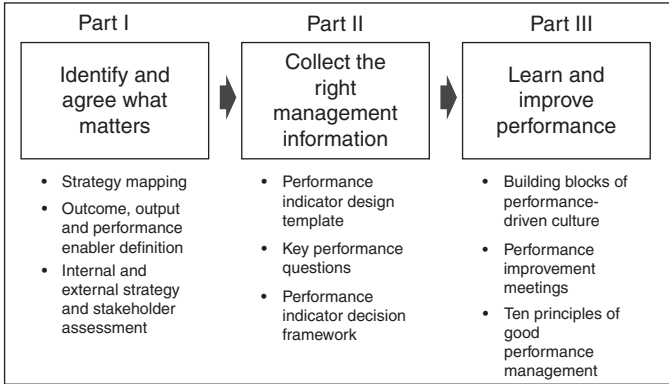 Part I
Part II
Part III
Identify and
agree what
matters
Collect the
right
management
information
Learn and
improve
performance
• Strategy mapping
• Outcome, output
and performance
enabler definition
• Internal and
external strategy
and stakeholder
assessment
• Performance
indicator design
template
• Key performance
questions
• Performance
indicator decision
framework
• Building blocks of
performance-
driven culture
• Performance
improvement
meetings
• Ten principles of
good
performance
management